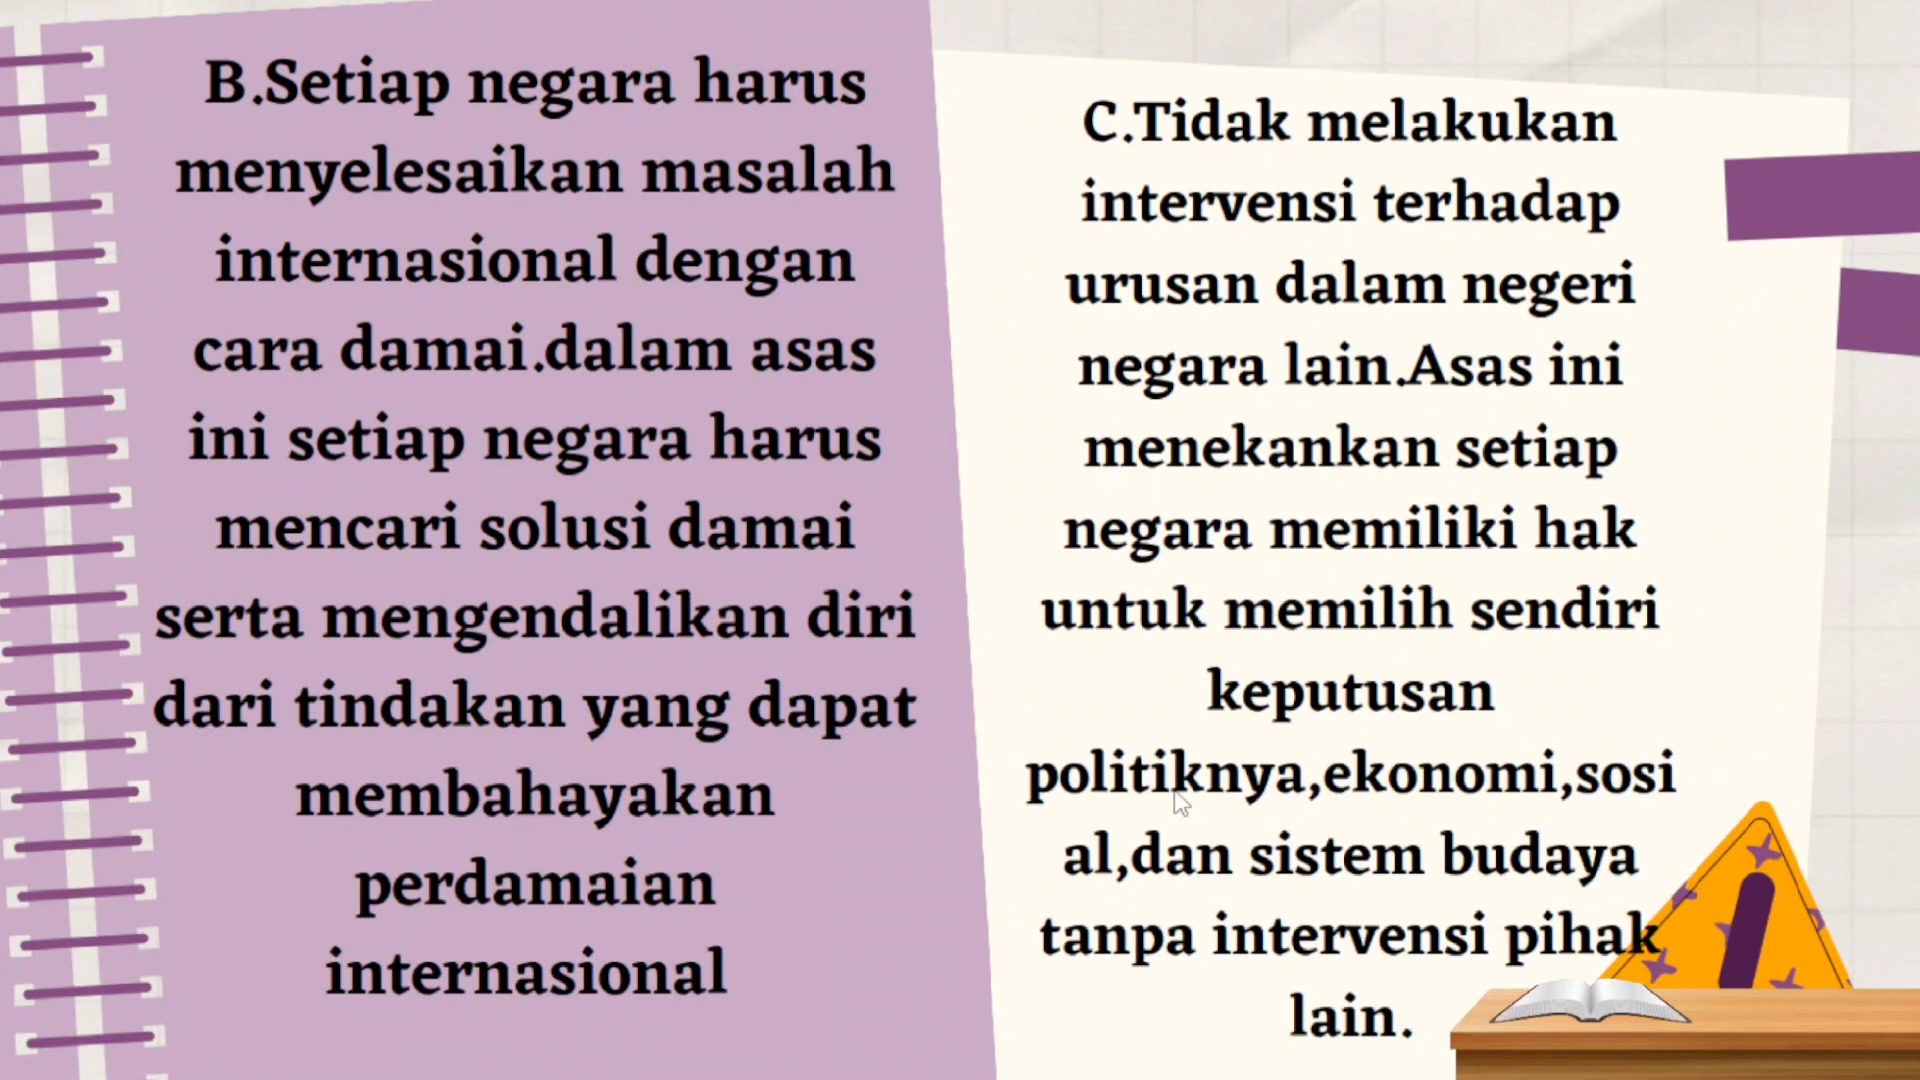 B.Setiap negara harus
menyelesaikan masalah
internasional dengan
cara damai.dalam asas
ini setiap negara harus
mencari solusi damai
serta mengendalikan diri
dari tindakan yang dapat
membahayakan
perdamaian
internasional
C.Tidak melakukan
intervensi terhadap
urusan dalam negeri
negara lain.Asas ini
menekankan setiap
negara memiliki hak
untuk memilih sendiri
keputusan
politiknya,ekonomi,sosi
al,dan sistem budaya
tanpa intervensi pihak
lain.